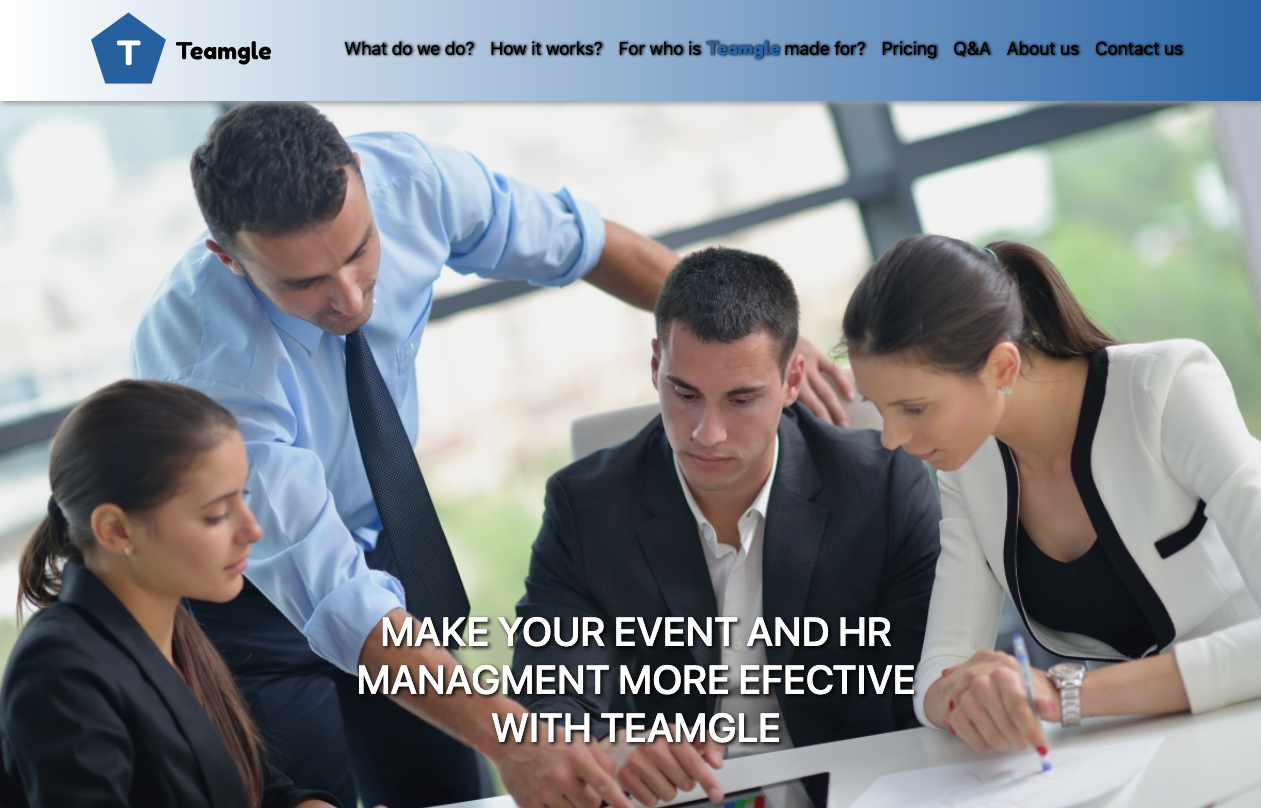 T
Teamgle
What do we do? How it works? For who is Teamgle made for? Pricing Q&A About us Contact us
MAKE YOUR EVENT AND HR
MANAGMENT MORE EFECTIVE
WITH TEAMGLE